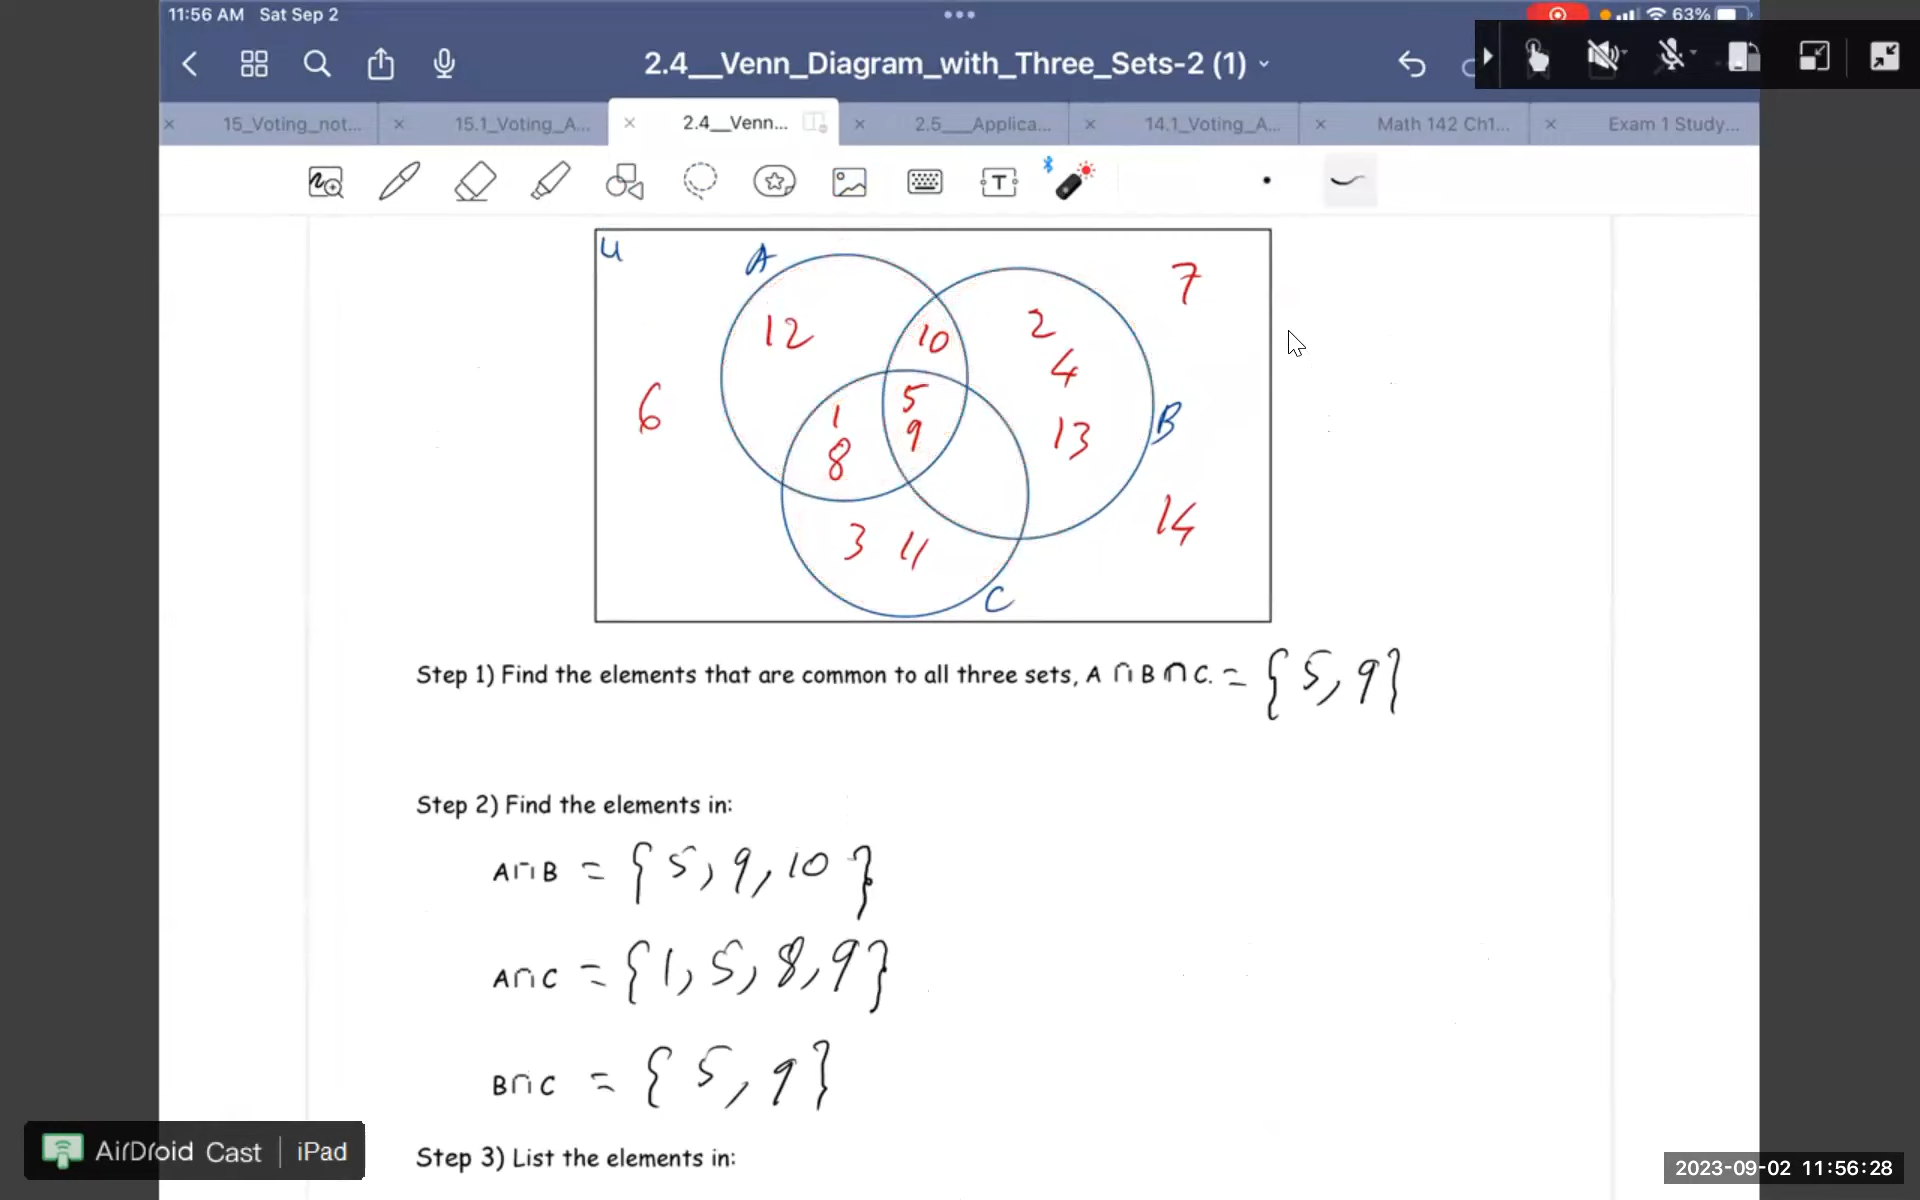 11:56 AM Sat Sep 2
63%
2.4__Venn_Diagram_with_Three_Sets-2 (1)
15_Voting_not... 15.1_Voting_A... 2.4__Venn... 2.5___Applica... 14.1_Voting_A... Math 142 Ch1... Exam 1 Study...
T
U
A
7
12
10
2
4
6
1
5
B
8
9
13
14
3 11
C
Step 1) Find the elements that are common to all three sets, A ∩ B ∩ C. = {5, 9}
Step 2) Find the elements in:
A∩B = {5, 9, 10}
A∩C = {1, 5, 8, 9}
B∩C = {5, 9}
Step 3) List the elements in:
AirDroid Cast | iPad
2023-09-02 11:56:28